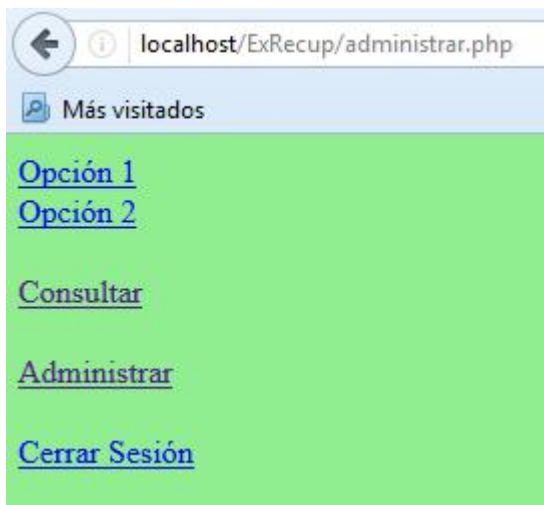 localhost/ExRecup/administrar.php
Más visitados
Opción 1
Opción 2
Consultar
Administrar
Cerrar Sesión